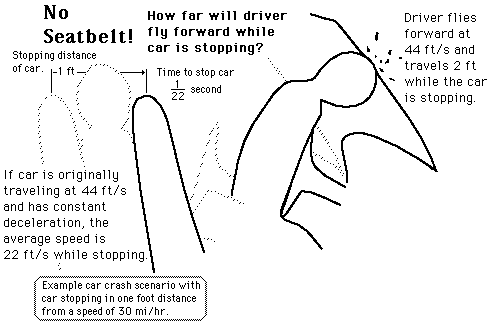 No
Seatbelt!
How far will driver
fly forward while
car is stopping?
Driver flies
forward at
44 ft/s and
travels 2 ft
while the car
is stopping.
Stopping distance
of car.
1 ft
Time to stop car
1/22 second
If car is originally
traveling at 44 ft/s
and has constant
deceleration, the
average speed is
22 ft/s while stopping.
Example car crash scenario with
car stopping in one foot distance
from a speed of 30 mi/hr.